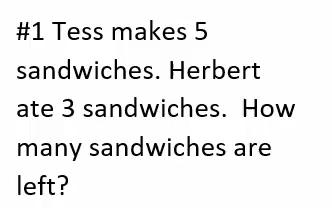 #1 Tess makes 5
sandwiches. Herbert
ate 3 sandwiches.  How
many sandwiches are
left?